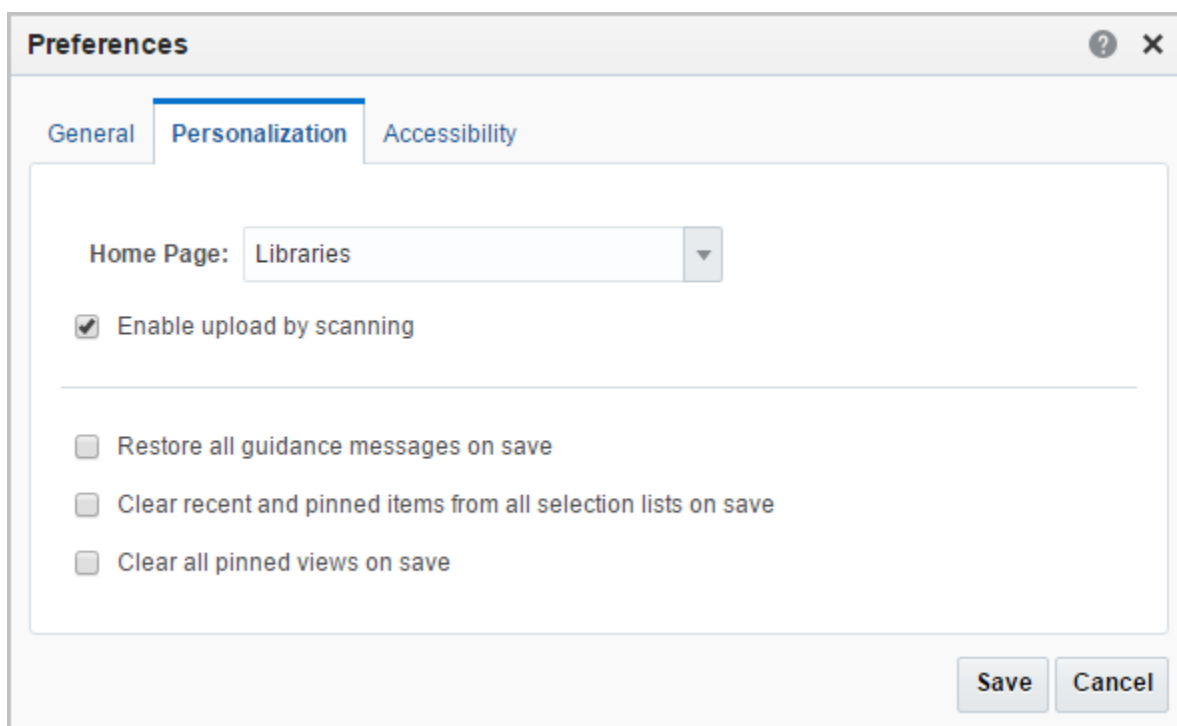 Preferences
General Personalization Accessibility
Home Page: Libraries
Enable upload by scanning
Restore all guidance messages on save
Clear recent and pinned items from all selection lists on save
Clear all pinned views on save
Save Cancel